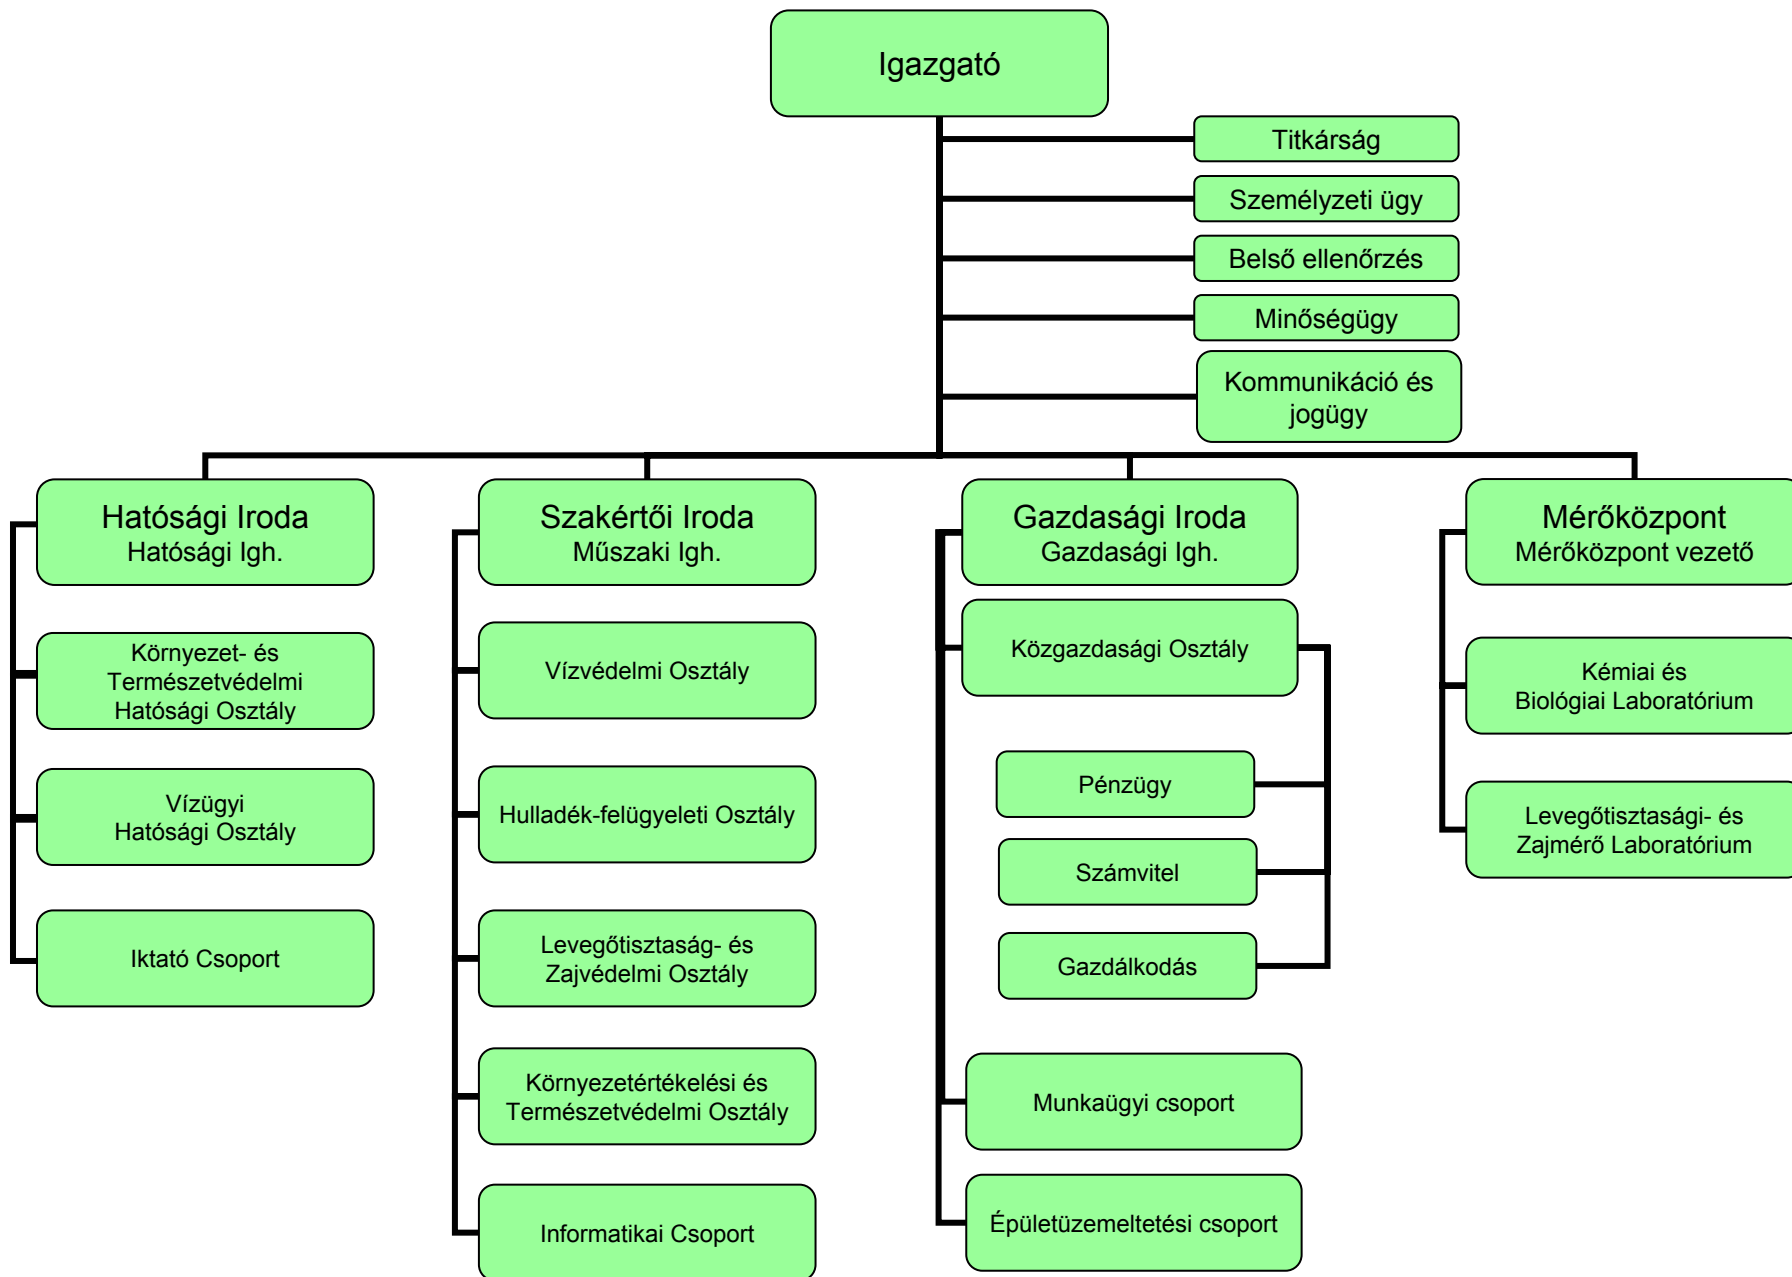 Igazgató
Titkárság
Személyzeti ügy
Belső ellenőrzés
Minőségügy
Kommunikáció és
jogügy
Hatósági Iroda
Hatósági Igh.
Környezet- és
Természetvédelmi
Hatósági Osztály
Vízügyi
Hatósági Osztály
Iktató Csoport
Szakértői Iroda
Műszaki Igh.
Vízvédelmi Osztály
Hulladék-felügyeleti Osztály
Levegőtisztaság- és
Zajvédelmi Osztály
Környezetértékelési és
Természetvédelmi Osztály
Informatikai Csoport
Gazdasági Iroda
Gazdasági Igh.
Közgazdasági Osztály
Pénzügy
Számvitel
Gazdálkodás
Munkaügyi csoport
Épületüzemeltetési csoport
Mérőközpont
Mérőközpont vezető
Kémiai és
Biológiai Laboratórium
Levegőtisztasági- és
Zajmérő Laboratórium